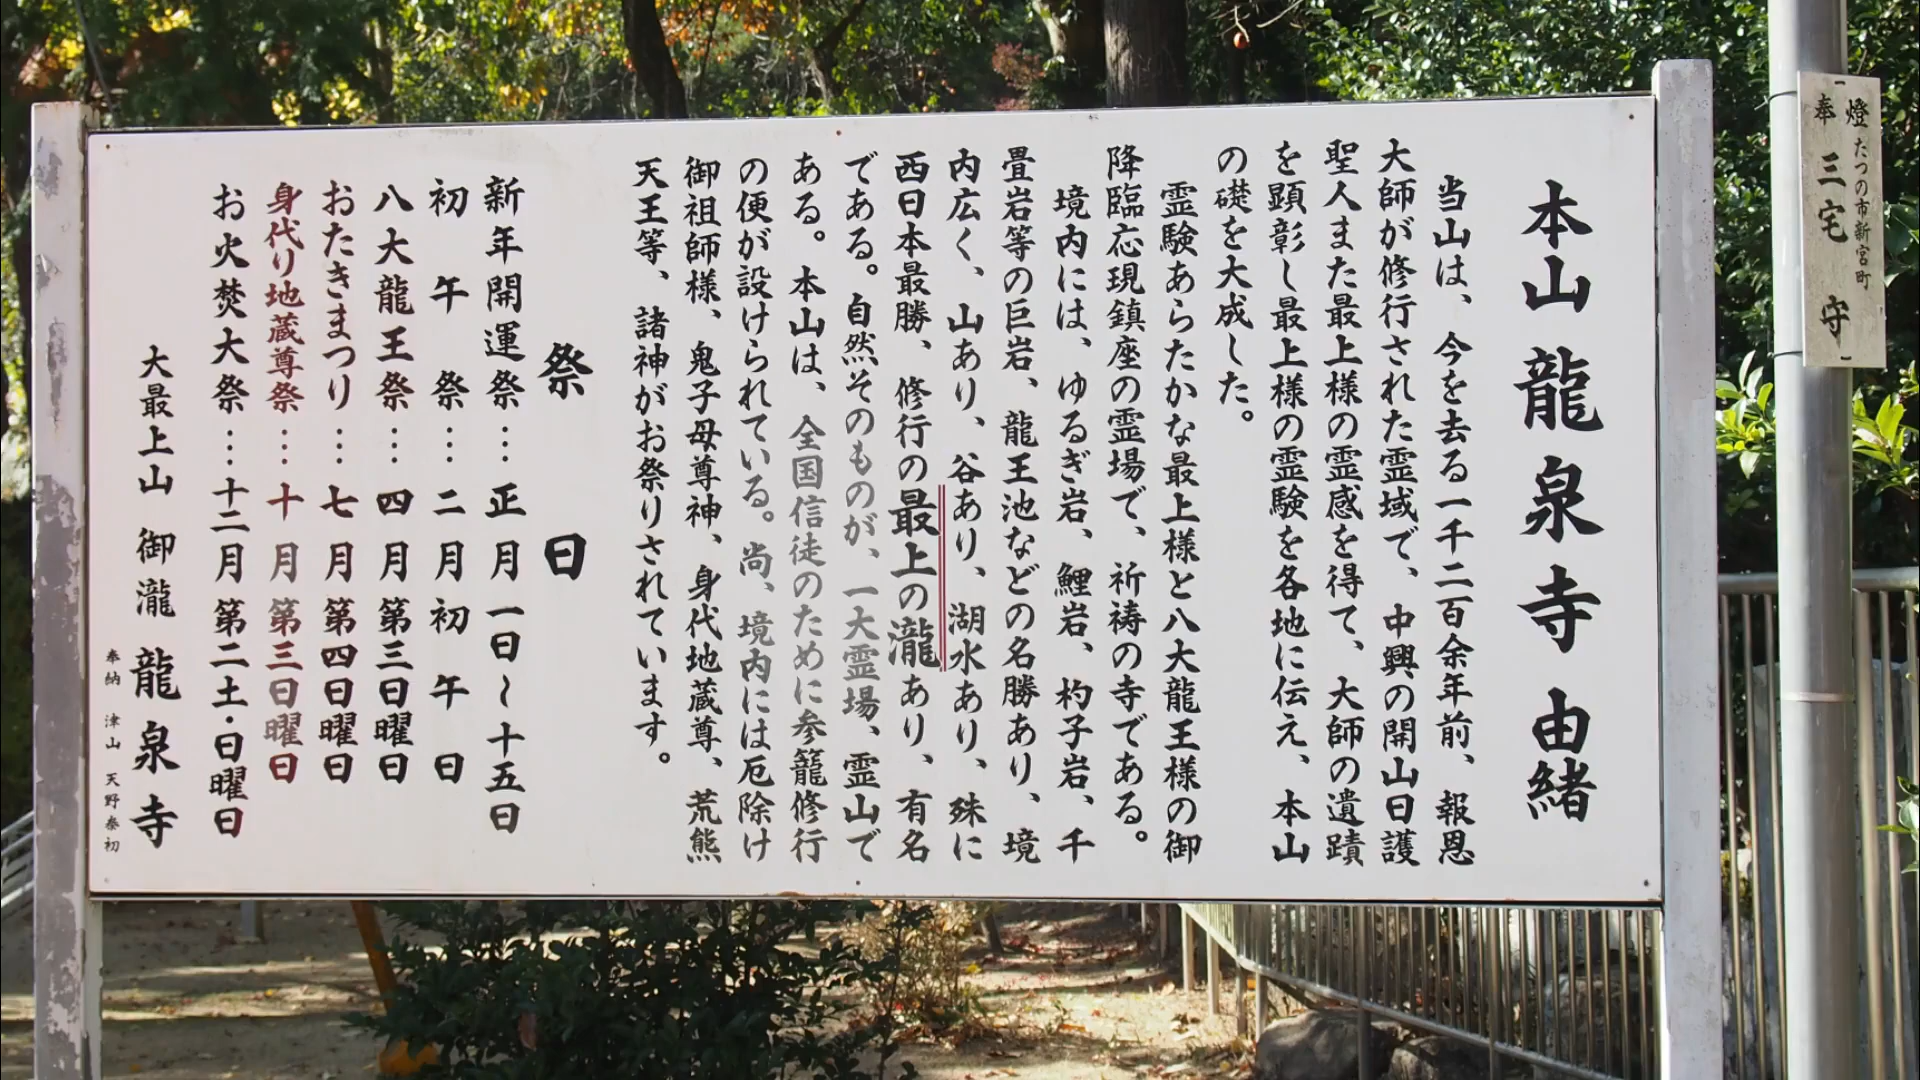 本山 龍泉寺 由緒
当山は、今を去る一千二百余年前、報恩
大師が修行された霊域で、中興の開山日護
聖人また最上様の霊感を得て、大師の遺蹟
を顕彰し最上様の霊験を各地に伝え、本山
の礎を大成した。
霊験あらたかな最上様と八大龍王様の御
降臨応現鎮座の霊場で、祈祷の寺である。
境内には、ゆるぎ岩、鯉岩、杓子岩、千
畳岩等の巨岩、龍王池などの名勝あり、境
内広く、山あり、谷あり、湖水あり、殊に
西日本最勝、修行の最上の瀧あり、有名
である。自然そのものが、一大霊場、霊山で
ある。本山は、全国信徒のために参籠修行
の便が設けられている。尚、境内には厄除け
御祖師様、鬼子母尊神、身代地蔵尊、荒熊
天王等、諸神がお祭りされています。
祭 日
新年開運祭…正月一日～十五日
初午祭…二月初午日
八大龍王祭…四月第三日曜日
おたきまつり…七月第四日曜日
身代り地蔵尊祭…十月第三日曜日
お火焚大祭…十二月第二土・日曜日
大最上山 御瀧 龍泉寺
奉納 津山 天野泰初
燈 たつの市新宮町
奉 三宅 守